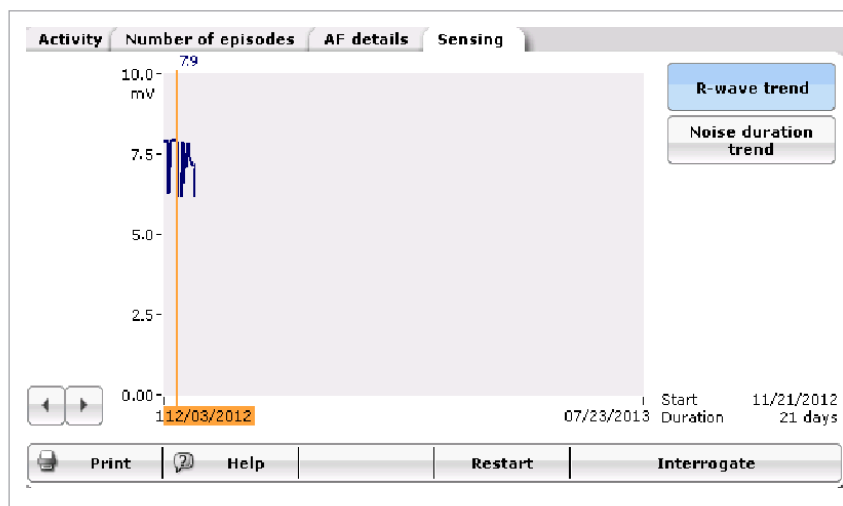 Activity Number of episodes AF details Sensing
7.9
10.0
mV
7.5
5.0
2.5
0.00
R-wave trend
Noise duration
trend
12/03/2012
07/23/2013
Start 11/21/2012
Duration 21 days
Print Help Restart Interrogate